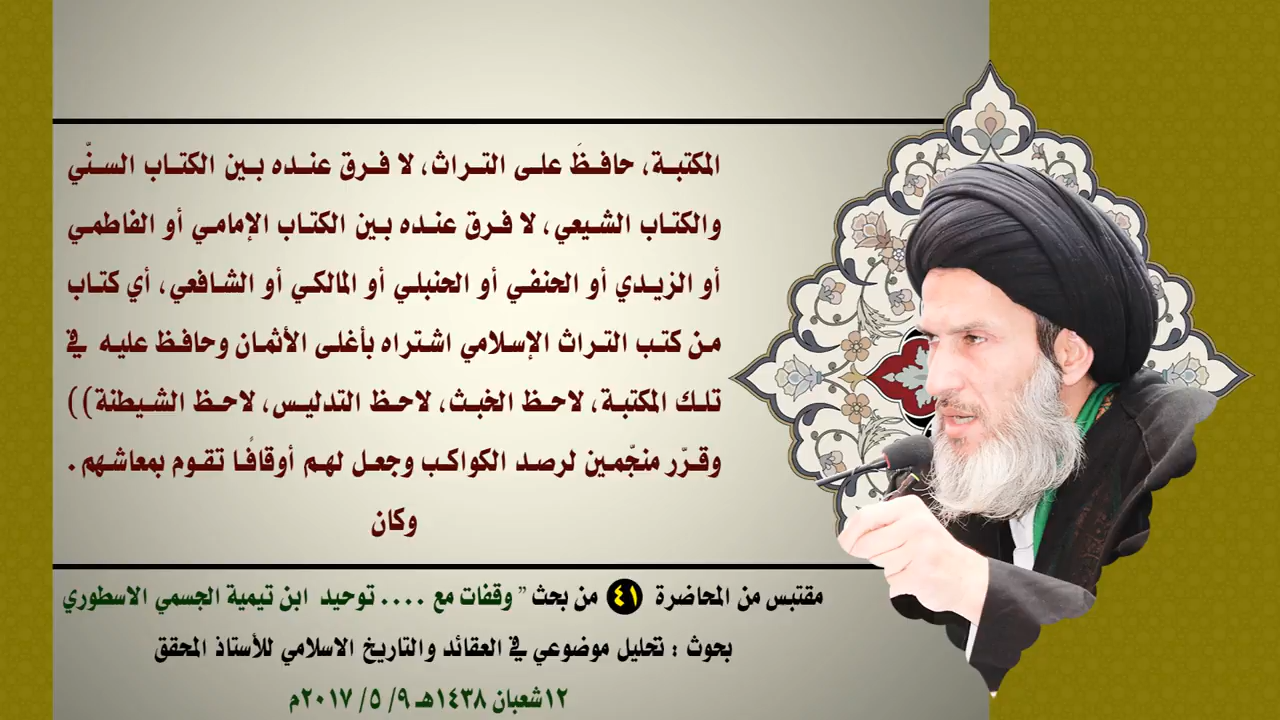 المكتبة، حافظَ على التراث، لا فرق عنده بين الكتاب السنّي
والكتاب الشيعي، لا فرق عنده بين الكتاب الإمامي أو الفاطمي
أو الزيدي أو الحنفي أو الحنبلي أو المالكي أو الشافعي، أي كتاب
من كتب التراث الإسلامي اشتراه بأغلى الأثمان وحافظ عليه في
تلك المكتبة، لاحظ الخبث، لاحظ التدليس، لاحظ الشيطنة))
وقرّر منجّمين لرصد الكواكب وجعل لهم أوقافًا تقوم بمعاشهم.
وكان
مقتبس من المحاضرة ٤١ من بحث " وقفات مع .... توحيد ابن تيمية الجسمي الاسطوري
بحوث : تحليل موضوعي في العقائد والتاريخ الاسلامي للأستاذ المحقق
١٢شعبان ١٤٣٨هـ ٩/ ٥/ ٢٠١٧م